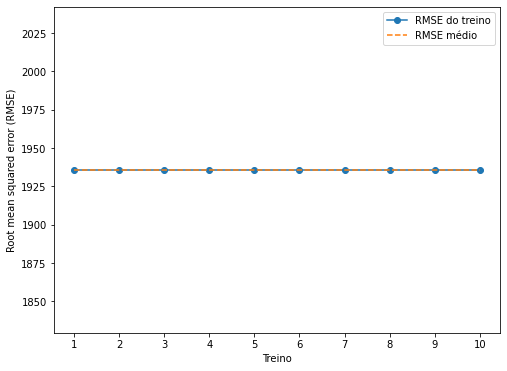 RMSE do treino
RMSE médio
Root mean squared error (RMSE)
2025
2000
1975
1950
1925
1900
1875
1850
1 2 3 4 5 6 7 8 9 10
Treino